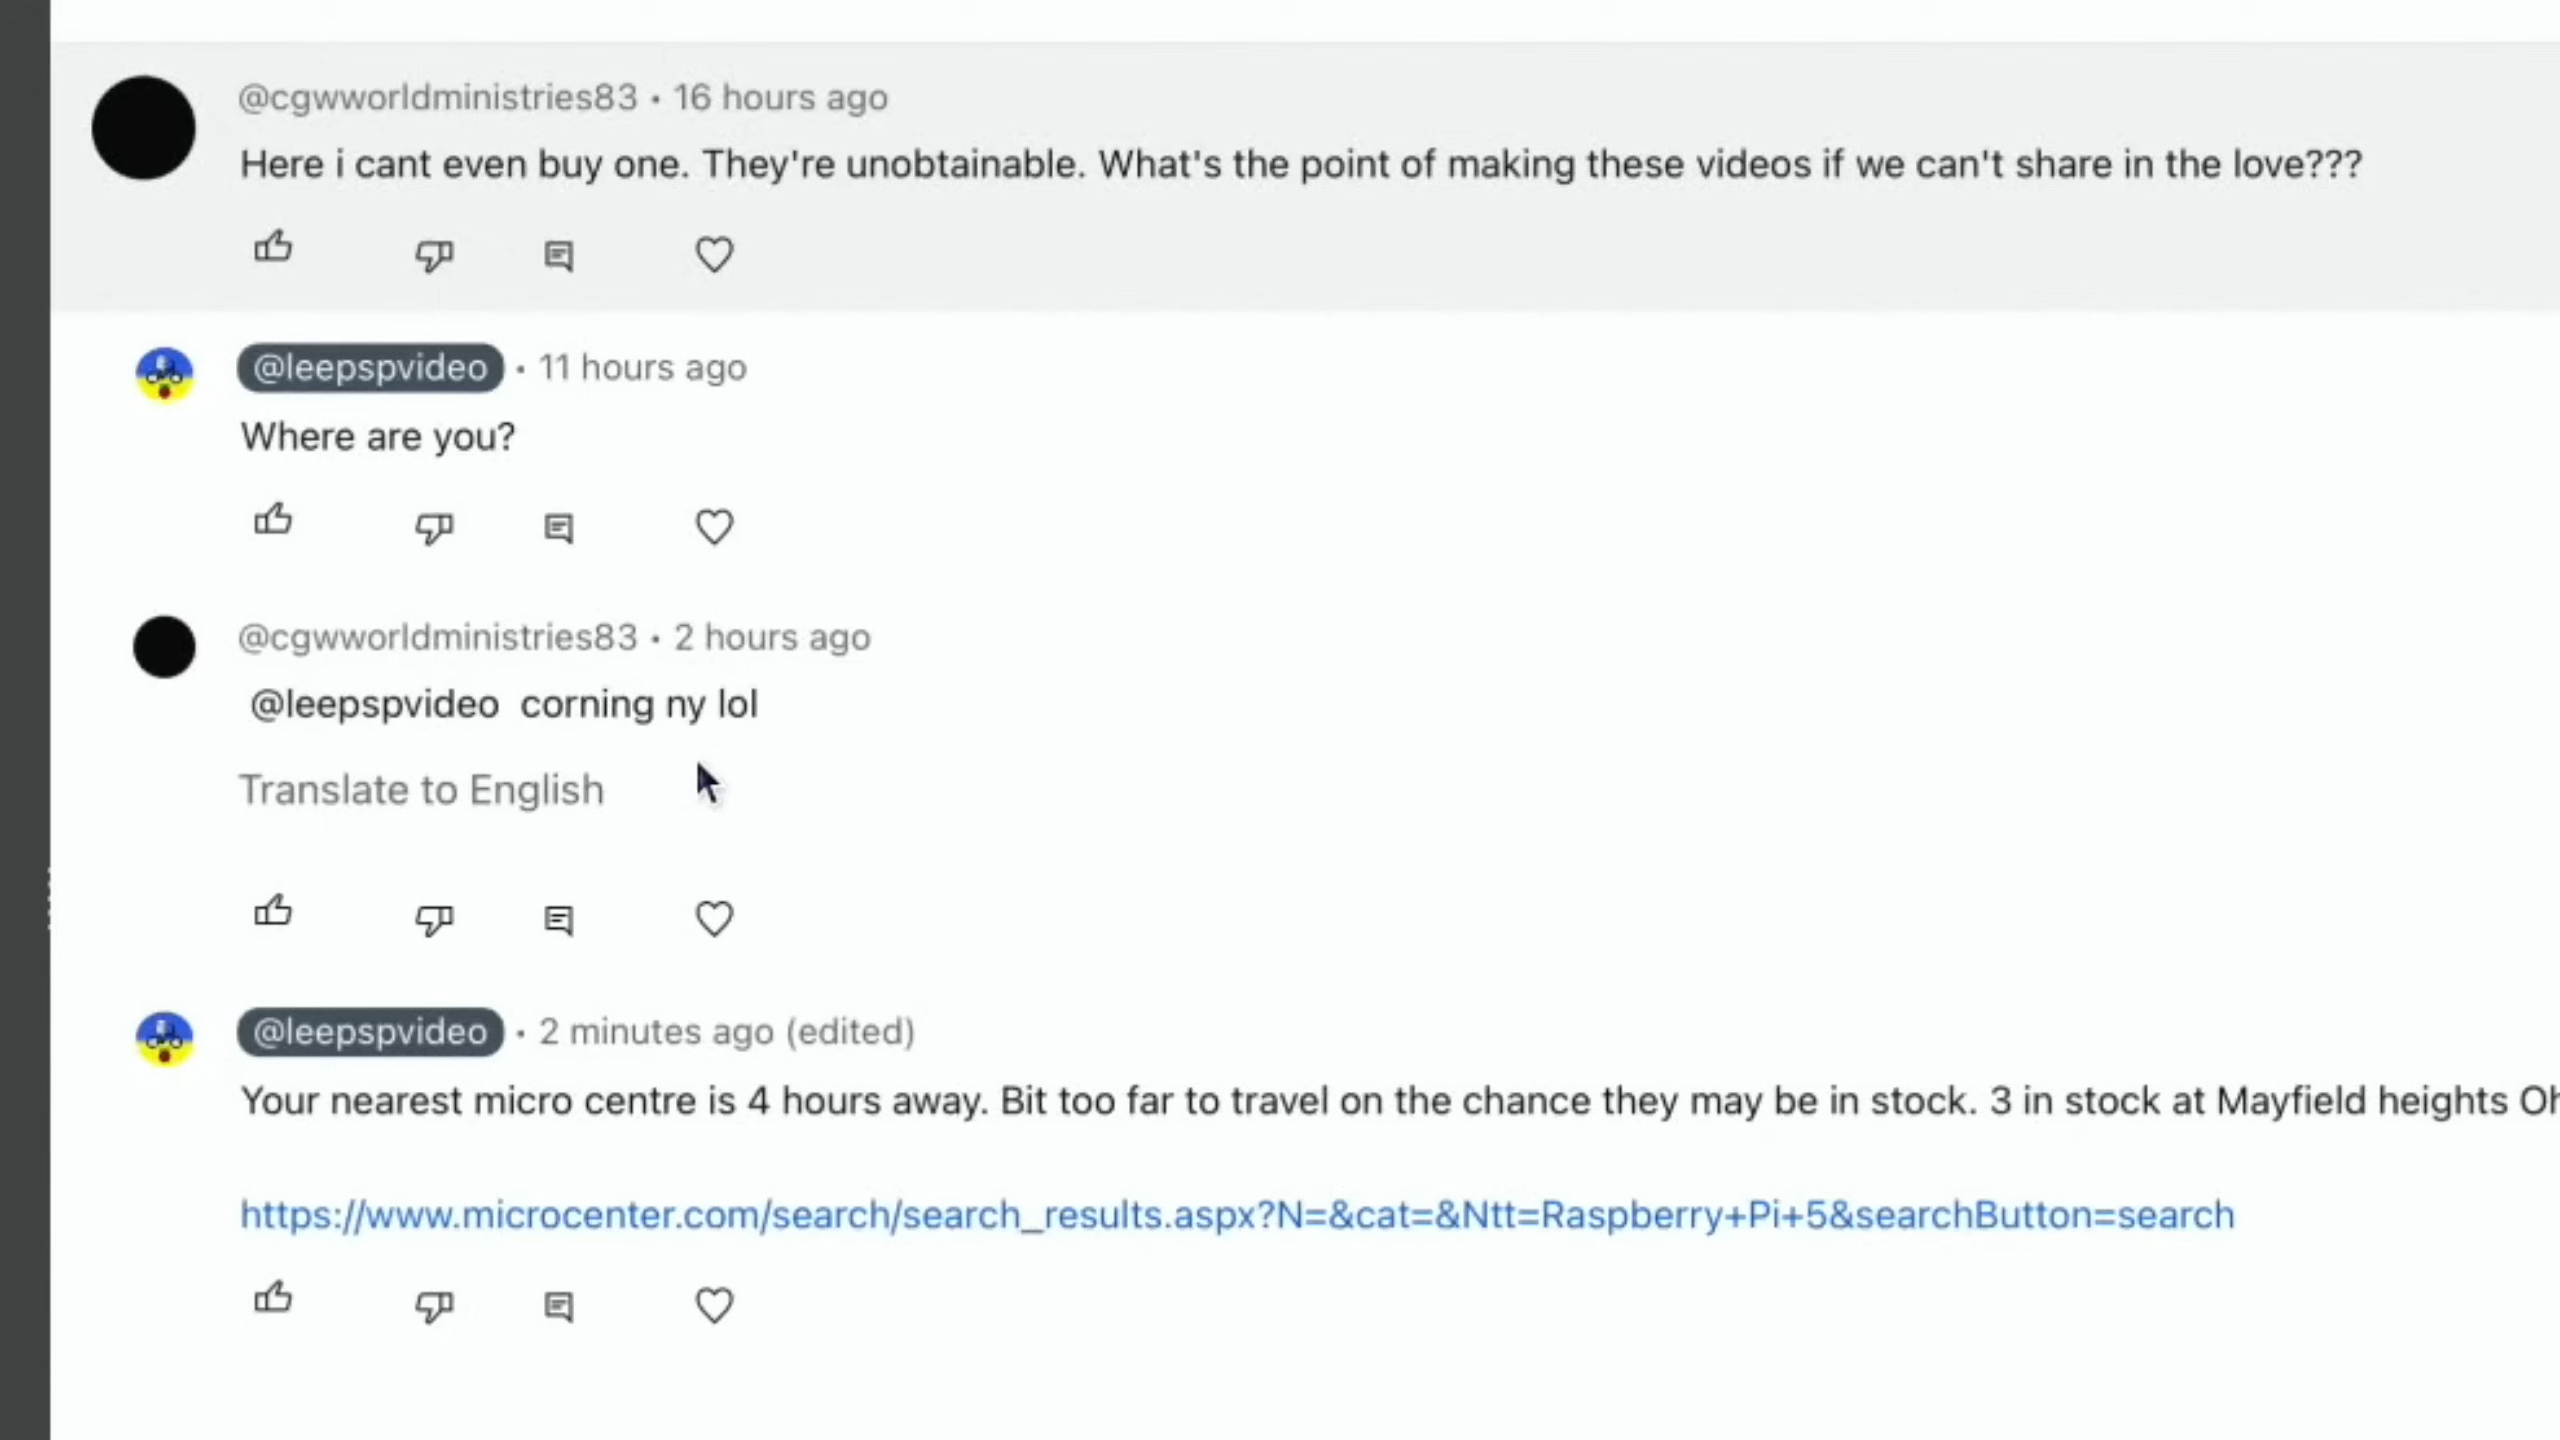 @cgwworldministries83 • 16 hours ago
Here i cant even buy one. They're unobtainable. What's the point of making these videos if we can't share in the love???
@leepspvideo • 11 hours ago
Where are you?
@cgwworldministries83 • 2 hours ago
@leepspvideo corning ny lol
Translate to English
@leepspvideo • 2 minutes ago (edited)
Your nearest micro centre is 4 hours away. Bit too far to travel on the chance they may be in stock. 3 in stock at Mayfield heights
https://www.microcenter.com/search/search_results.aspx?N=&cat=&Ntt=Raspberry+Pi+5&searchButton=search